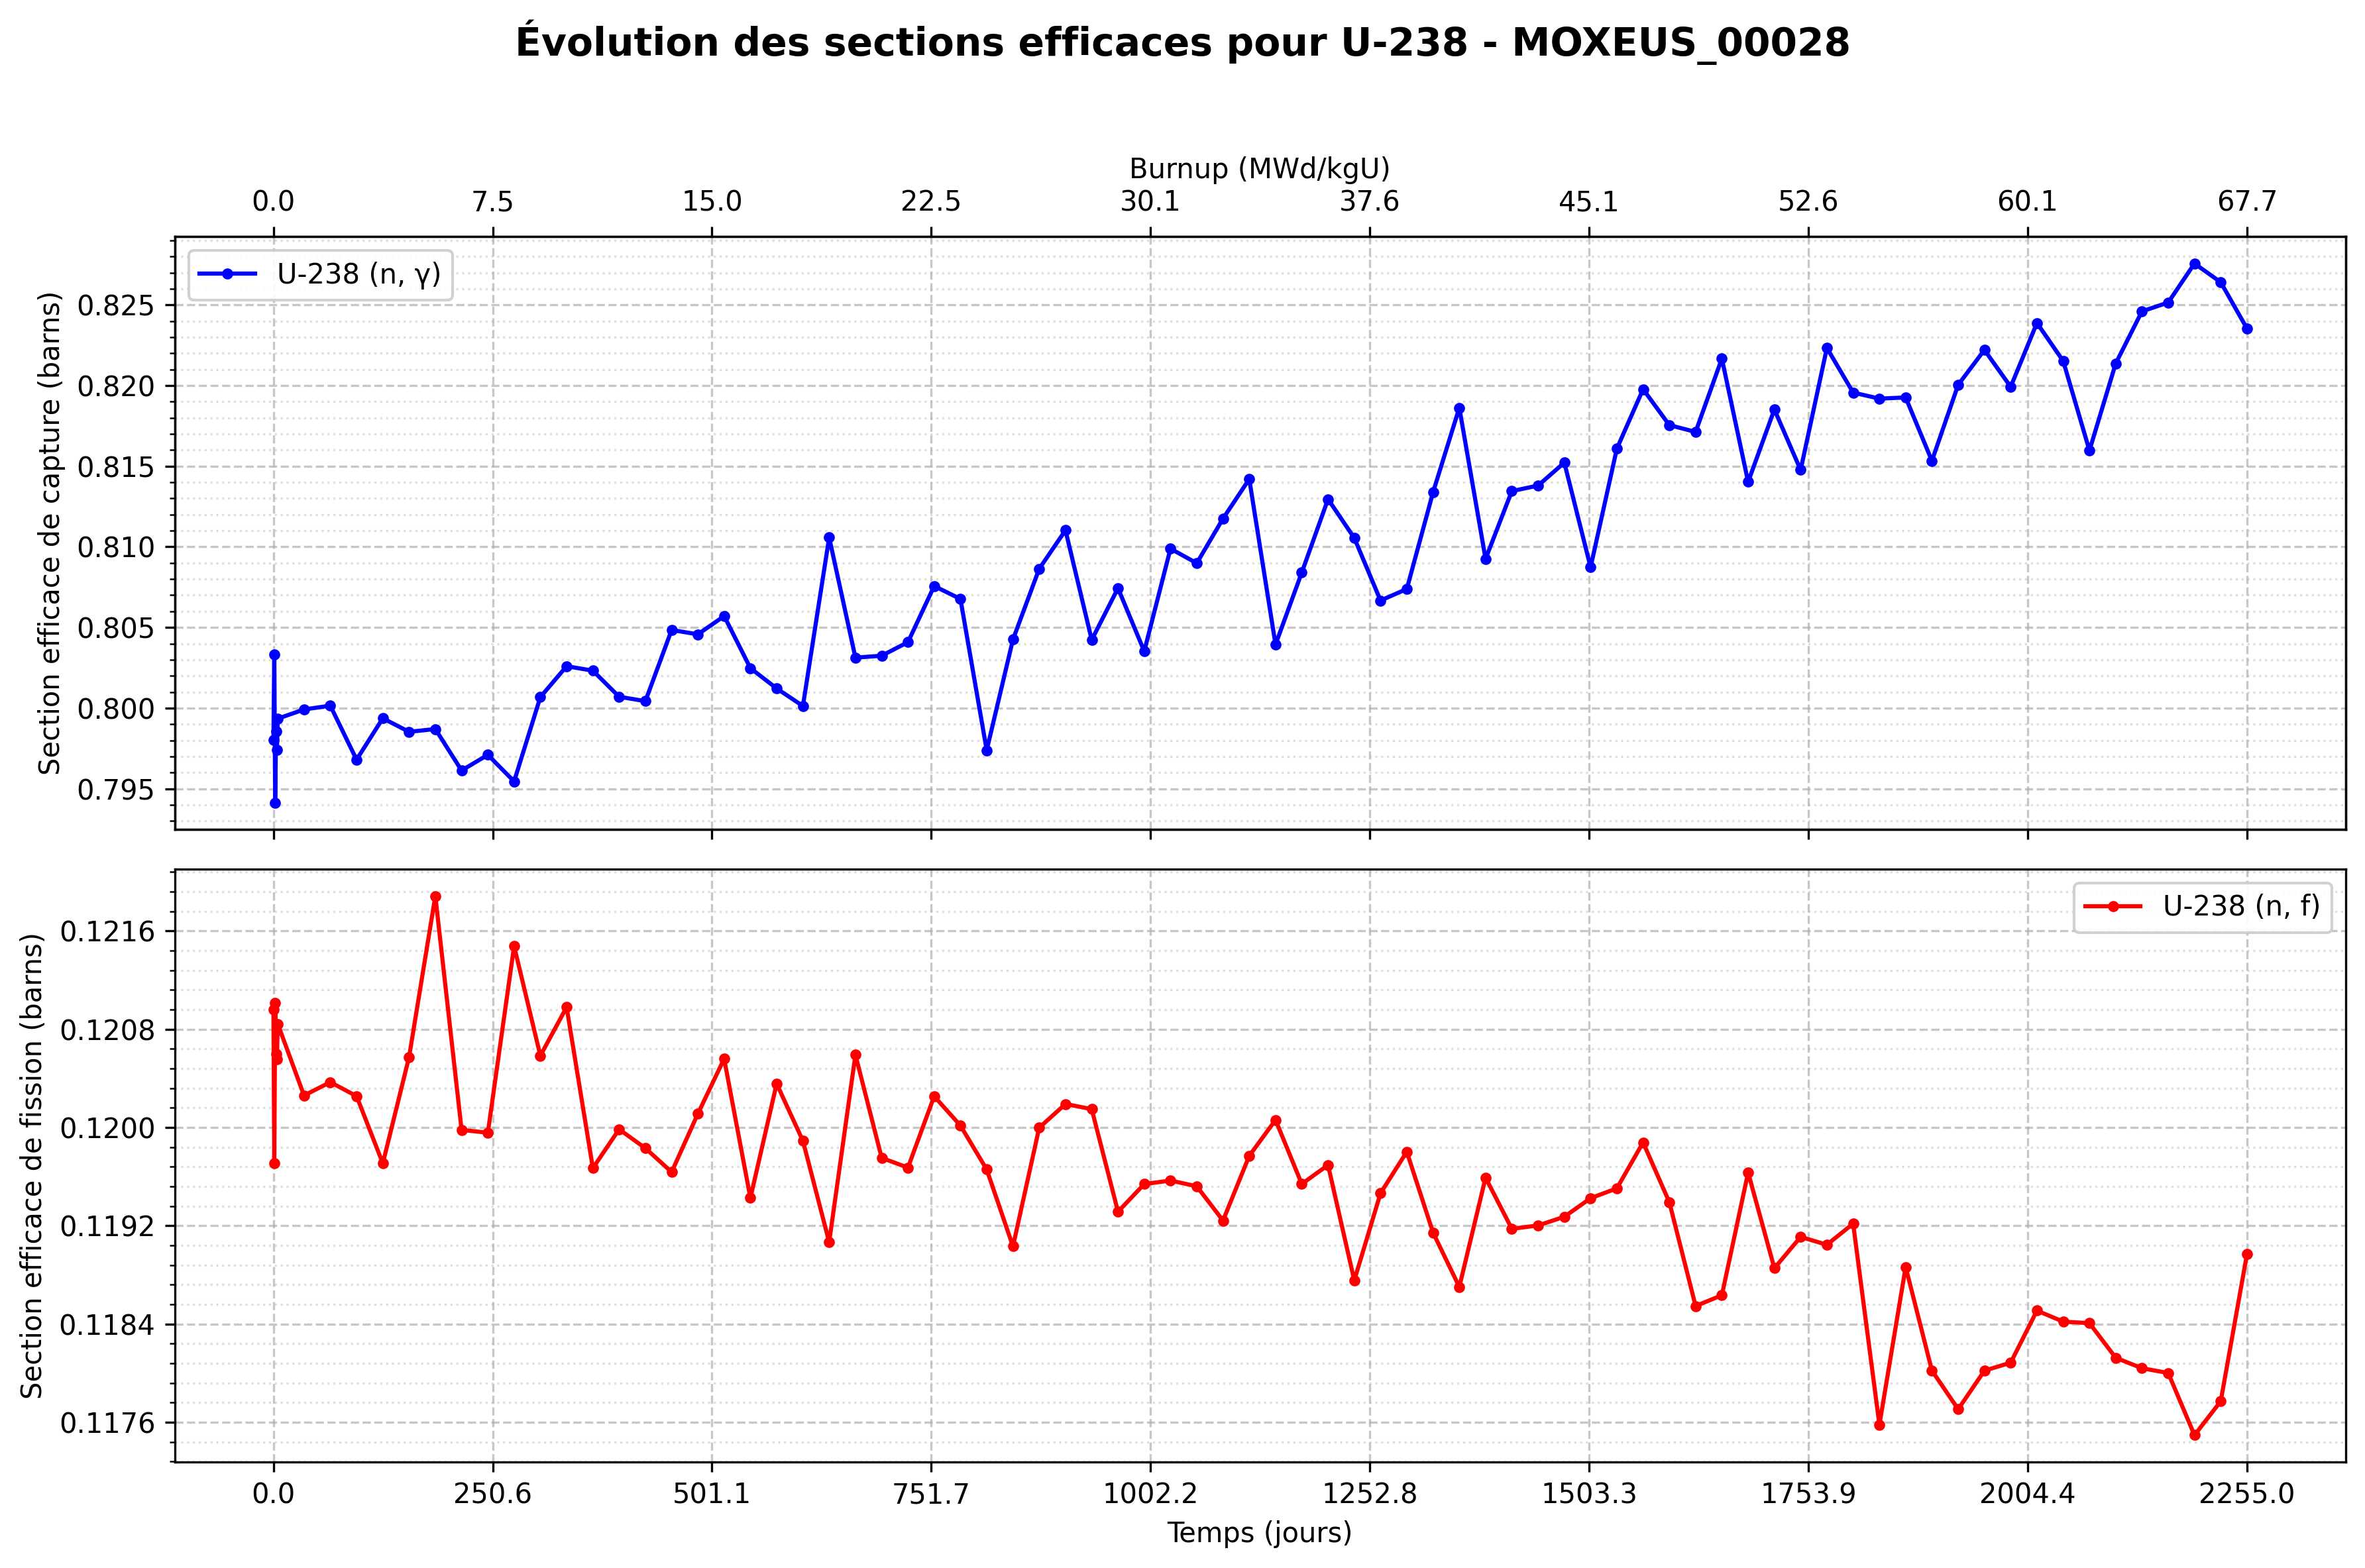 Évolution des sections efficaces pour U-238 - MOXEUS_00028
Burnup (MWd/kgU)
0.0 7.5 15.0 22.5 30.1 37.6 45.1 52.6 60.1 67.7
U-238 (n, γ)
Section efficace de capture (barns)
0.825
0.820
0.815
0.810
0.805
0.800
0.795
U-238 (n, f)
Section efficace de fission (barns)
0.1216
0.1208
0.1200
0.1192
0.1184
0.1176
0.0 250.6 501.1 751.7 1002.2 1252.8 1503.3 1753.9 2004.4 2255.0
Temps (jours)